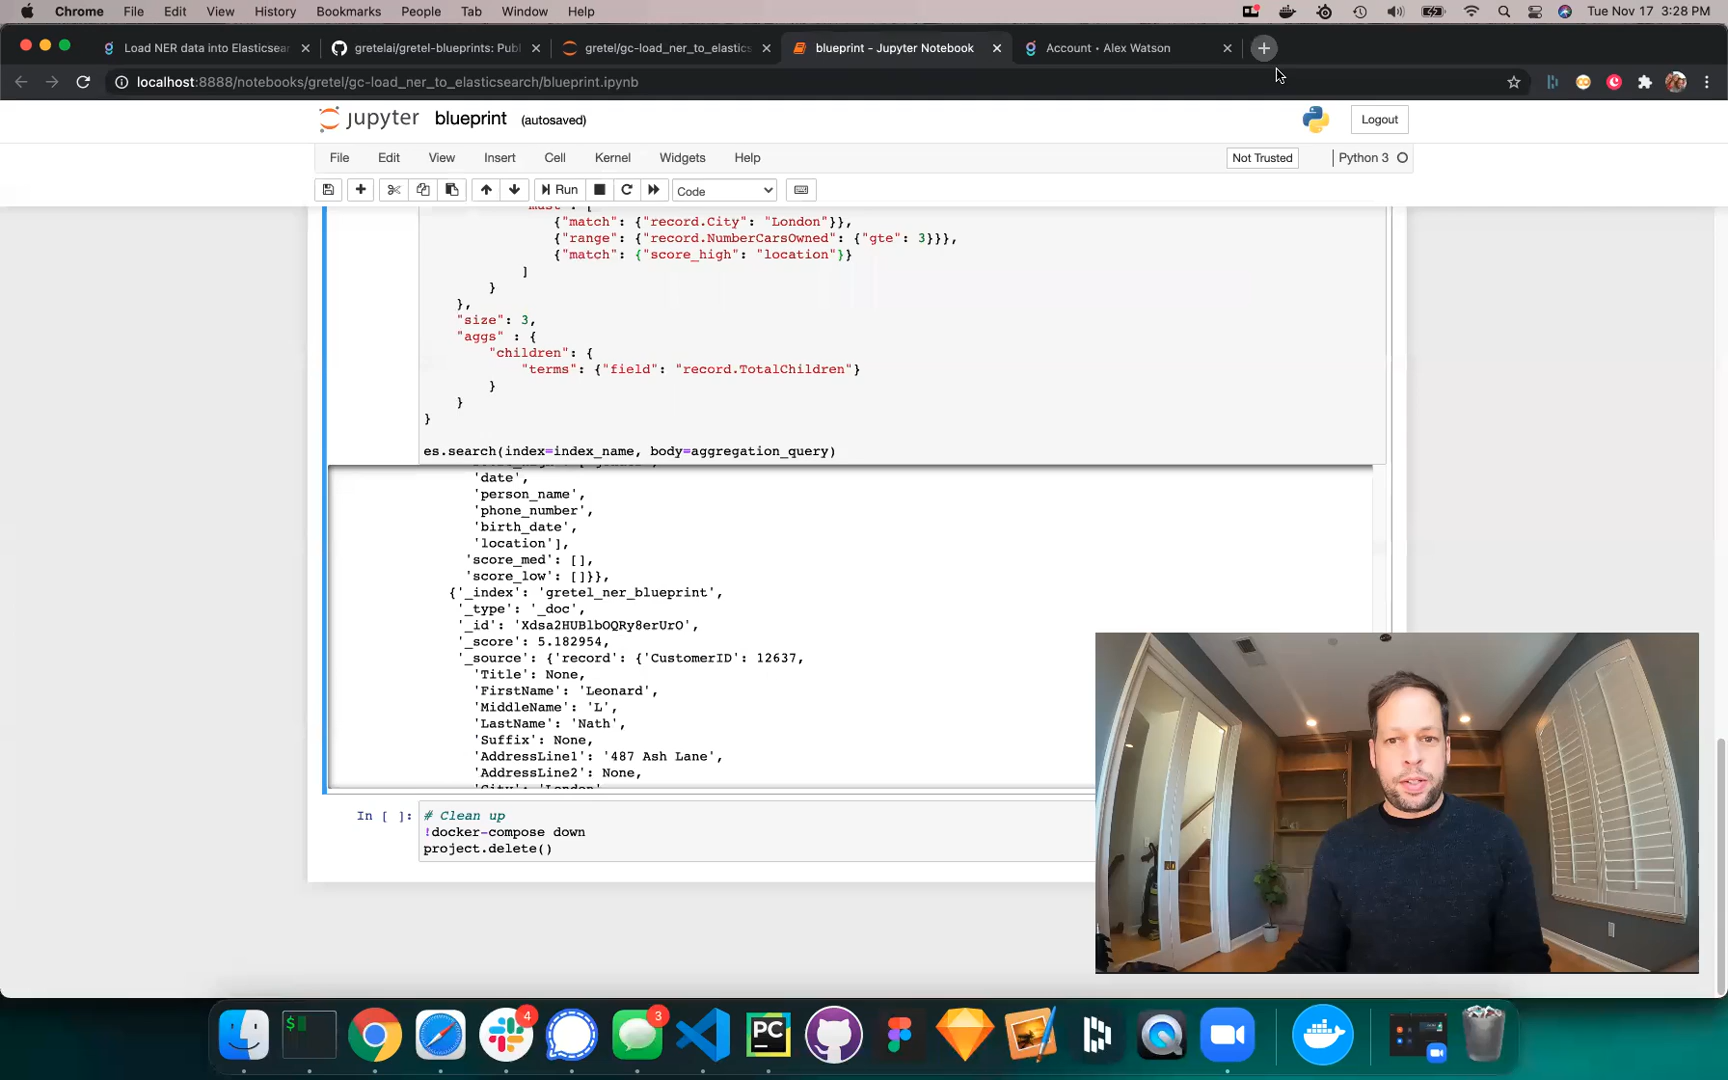 Chrome File Edit View History Bookmarks People Tab Window Help Tue Nov 17 3:28 PM
Load NER data into Elasticsear
gretelai/gretel-blueprints: Publ
gretel/gc-load_ner_to_elastics
blueprint - Jupyter Notebook
Account • Alex Watson
localhost:8888/notebooks/gretel/gc-load_ner_to_elasticsearch/blueprint.ipynb
jupyter blueprint (autosaved) Logout
File Edit View Insert Cell Kernel Widgets Help Not Trusted Python 3
Run Code
{"match": {"record.City": "London"}},
{"range": {"record.NumberCarsOwned": {"gte": 3}}},
{"match": {"score_high": "location"}}
]
}
},
"size": 3,
"aggs" : {
"children": {
"terms": {"field": "record.TotalChildren"}
}
}
}
es.search(index=index_name, body=aggregation_query)
'date',
'person_name',
'phone_number',
'birth_date',
'location'],
'score_med': [],
'score_low': []}},
{'_index': 'gretel_ner_blueprint',
'_type': '_doc',
'_id': 'Xdsa2HUBlbOQRy8erUrO',
'_score': 5.182954,
'_source': {'record': {'CustomerID': 12637,
'Title': None,
'FirstName': 'Leonard',
'MiddleName': 'L',
'LastName': 'Nath',
'Suffix': None,
'AddressLine1': '487 Ash Lane',
'AddressLine2': None,
'City': 'London'
In [ ]: # Clean up
!docker-compose down
project.delete()
$
4
3
PC